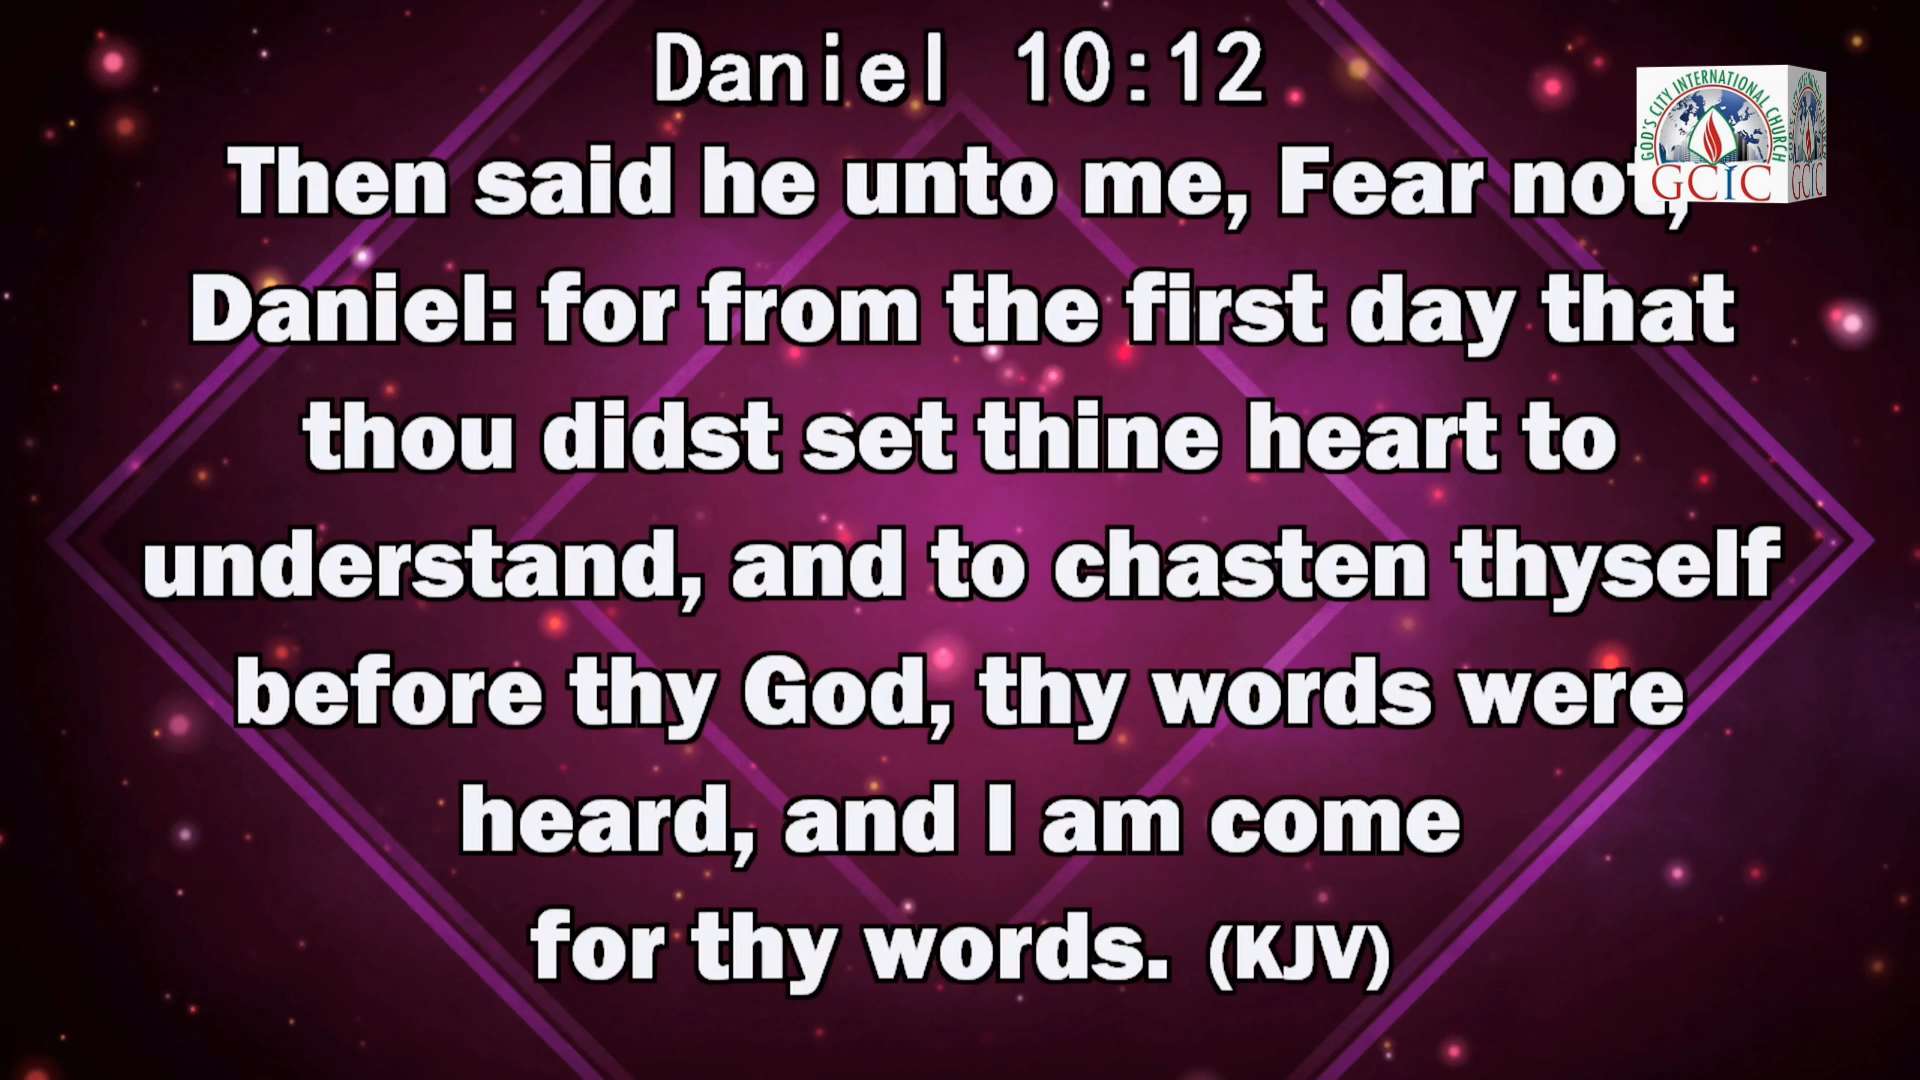 Daniel 10:12
Then said he unto me, Fear not,
Daniel: for from the first day that
thou didst set thine heart to
understand, and to chasten thyself
before thy God, thy words were
heard, and I am come
for thy words. (KJV)
GOD'S CITY INTERNATIONAL CHURCH
GCIC
GCIC